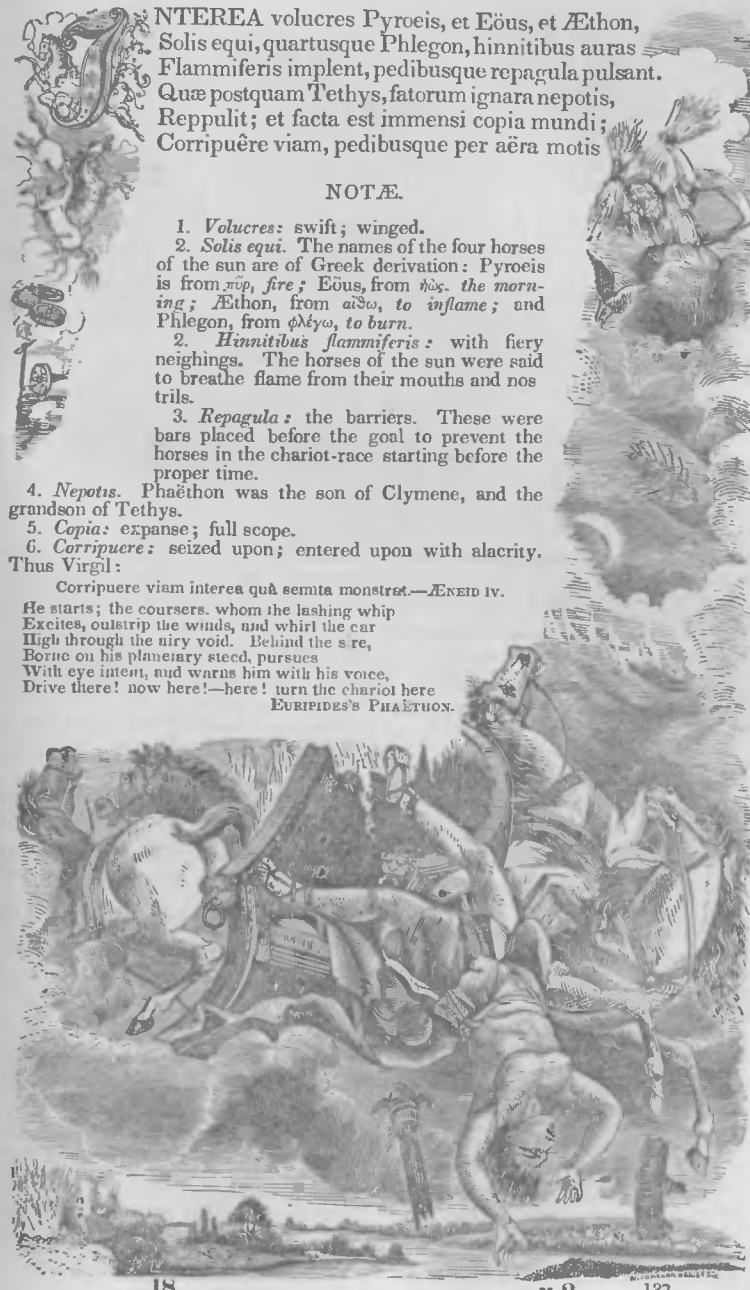 INTEREA volucres Pyroeis, et Eöus, et Æthon,
Solis equi, quartusque Phlegon, hinnitibus auras
Flammiferis implent, pedibusque repagula pulsant.
Quæ postquam Tethys, fatorum ignara nepotis,
Reppulit; et facta est immensi copia mundi;
Corripuêre viam, pedibusque per aëra motis
NOTÆ.
1. Volucres: swift; winged.
2. Solis equi. The names of the four horses
of the sun are of Greek derivation: Pyroeis
is from πῦρ, fire; Eöus, from ἠὼς. the morn-
ing; Æthon, from αἴθω, to inflame; and
Phlegon, from φλέγω, to burn.
2. Hinnitibus flammiferis: with fiery
neighings. The horses of the sun were said
to breathe flame from their mouths and nos
trils.
3. Repagula: the barriers. These were
bars placed before the goal to prevent the
horses in the chariot-race starting before the
proper time.
4. Nepotis. Phaëthon was the son of Clymene, and the
grandson of Tethys.
5. Copia: expanse; full scope.
6. Corripuere: seized upon; entered upon with alacrity.
Thus Virgil:
Corripuere viam interea quà semita monstrat.—ÆNEID IV.
He starts; the coursers. whom the lashing whip
Excites, outstrip the winds, and whirl the car
High through the airy void. Behind the s re,
Borne on his planetary steed, pursues
With eye intent, and warns him with his voice,
Drive there! now here!—here! turn the chariot here
EURIPIDES'S PHAËTHON.
18 137